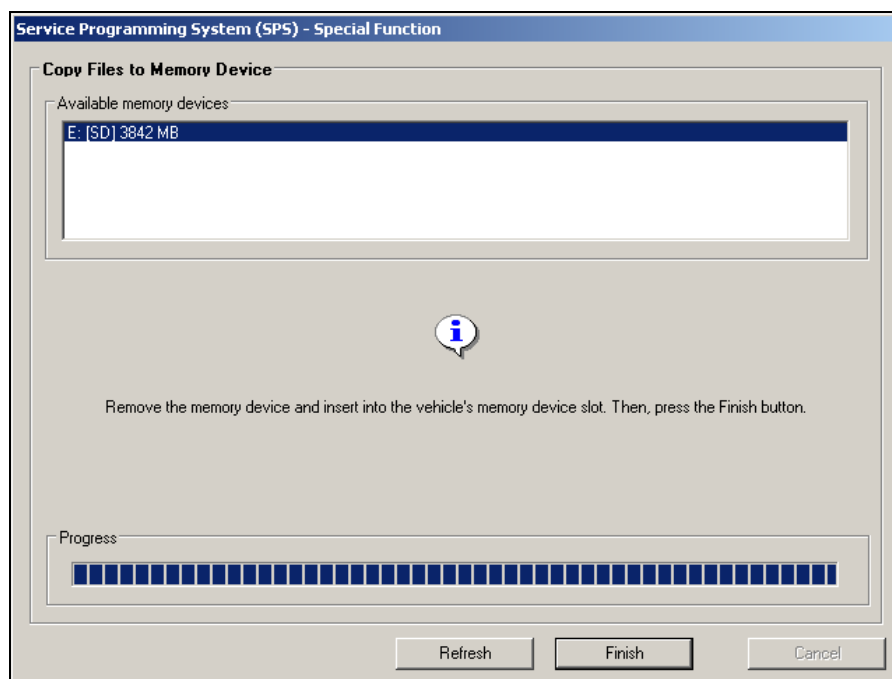 Service Programming System (SPS) - Special Function
Copy Files to Memory Device
Available memory devices
E: [SD] 3842 MB
Remove the memory device and insert into the vehicle's memory device slot. Then, press the Finish button.
Progress
Refresh Finish Cancel